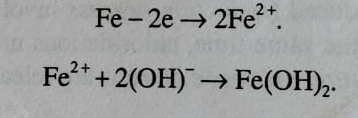 Fe – 2e → 2Fe²⁺.
Fe²⁺ + 2(OH)⁻ → Fe(OH)₂.